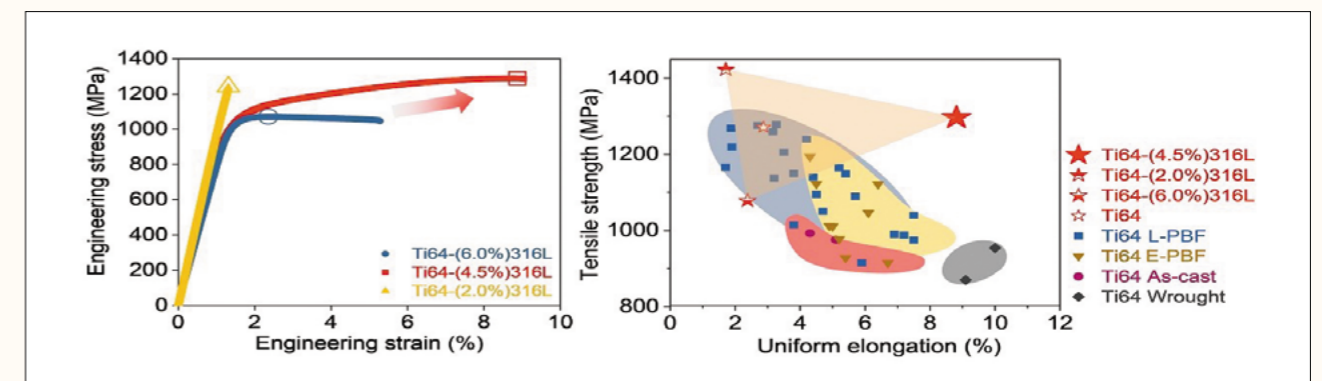 Engineering stress (MPa)
1400
1200
1000
800
600
400
200
0
0 2 4 6 8 10
Engineering strain (%)
Ti64-(6.0%)316L
Ti64-(4.5%)316L
Ti64-(2.0%)316L
Tensile strength (MPa)
1400
1200
1000
800
0 2 4 6 8 10 12
Uniform elongation (%)
Ti64-(4.5%)316L
Ti64-(2.0%)316L
Ti64-(6.0%)316L
Ti64
Ti64 L-PBF
Ti64 E-PBF
Ti64 As-cast
Ti64 Wrought